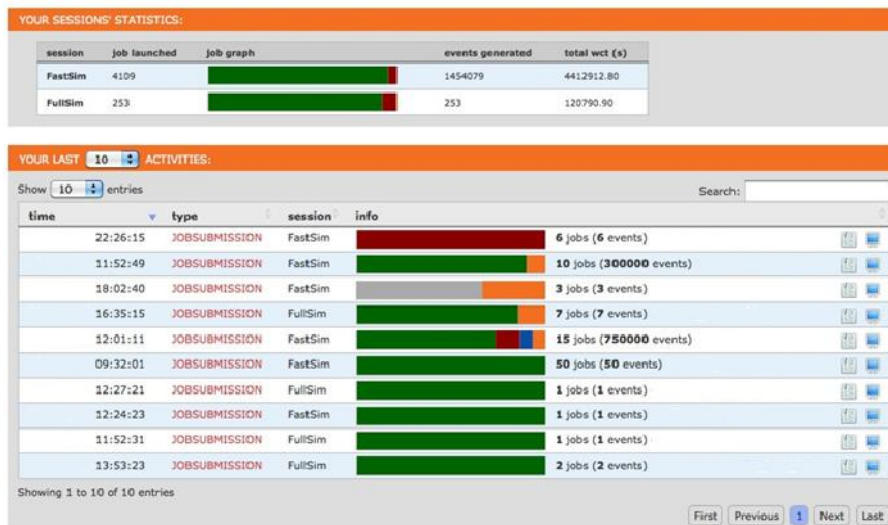 YOUR SESSIONS' STATISTICS:
session job launched job graph events generated total wct (s)
FastSim 4109 1454079 4412912.80
FullSim 253 253 120790.90
YOUR LAST 10 ACTIVITIES:
Show 10 entries Search:
time type session info
22:26:15 JOBSUBMISSION FastSim 6 jobs (6 events)
11:52:49 JOBSUBMISSION FastSim 10 jobs (300000 events)
18:02:40 JOBSUBMISSION FastSim 3 jobs (3 events)
16:35:15 JOBSUBMISSION FullSim 7 jobs (7 events)
12:01:11 JOBSUBMISSION FastSim 15 jobs (750000 events)
09:32:01 JOBSUBMISSION FastSim 50 jobs (50 events)
12:27:21 JOBSUBMISSION FullSim 1 jobs (1 events)
12:24:23 JOBSUBMISSION FastSim 1 jobs (1 events)
11:52:31 JOBSUBMISSION FullSim 1 jobs (1 events)
13:53:23 JOBSUBMISSION FullSim 2 jobs (2 events)
Showing 1 to 10 of 10 entries
First Previous 1 Next Last